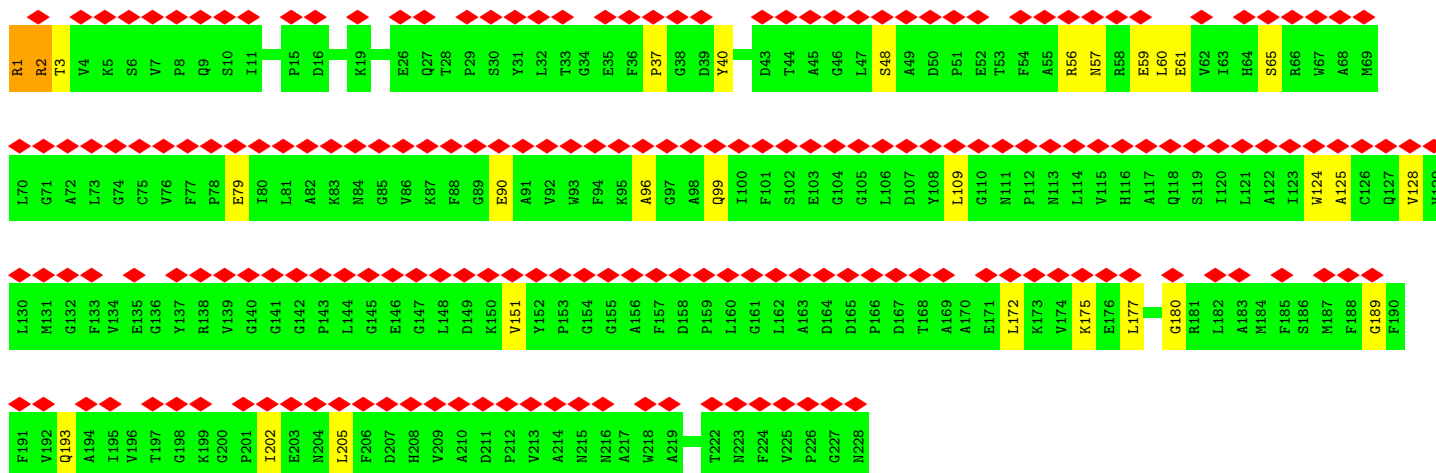 R1 R2 T3 V4 K5 S6 V7 P8 Q9 S10 I11 P15 D16 K19 E26 Q27 T28 P29 S30 Y31 L32 T33 G34 E35 F36 P37 G38 D39 Y40 D43 T44 A45 G46 L47 S48 A49 D50 P51 E52 T53 F54 A55 R56 N57 R58 E59 L60 E61 V62 I63 H64 S65 R66 W67 A68 M69
L70 G71 A72 L73 G74 C75 V76 F77 P78 E79 I80 L81 A82 K83 N84 G85 V86 K87 F88 G89 E90 A91 V92 W93 F94 K95 A96 G97 A98 Q99 I100 F101 S102 E103 G104 G105 L106 D107 Y108 L109 G110 N111 P112 N113 L114 V115 H116 A117 Q118 S119 I120 L121 A122 I123 W124 A125 C126 Q127 V128
L130 M131 G132 F133 V134 E135 G136 Y137 R138 V139 G140 G141 G142 P143 L144 G145 E146 G147 L148 D149 K150 V151 Y152 P153 G154 G155 A156 F157 D158 P159 L160 G161 L162 A163 D164 D165 P166 D167 T168 A169 A170 E171 L172 K173 V174 K175 E176 L177 G180 R181 L182 A183 M184 F185 S186 M187 F188 G189 F190
F191 V192 Q193 A194 I195 V196 T197 G198 K199 G200 P201 I202 E203 N204 L205 F206 D207 H208 V209 A210 D211 P212 V213 A214 N215 N216 A217 W218 A219 T222 N223 F224 V225 P226 G227 N228